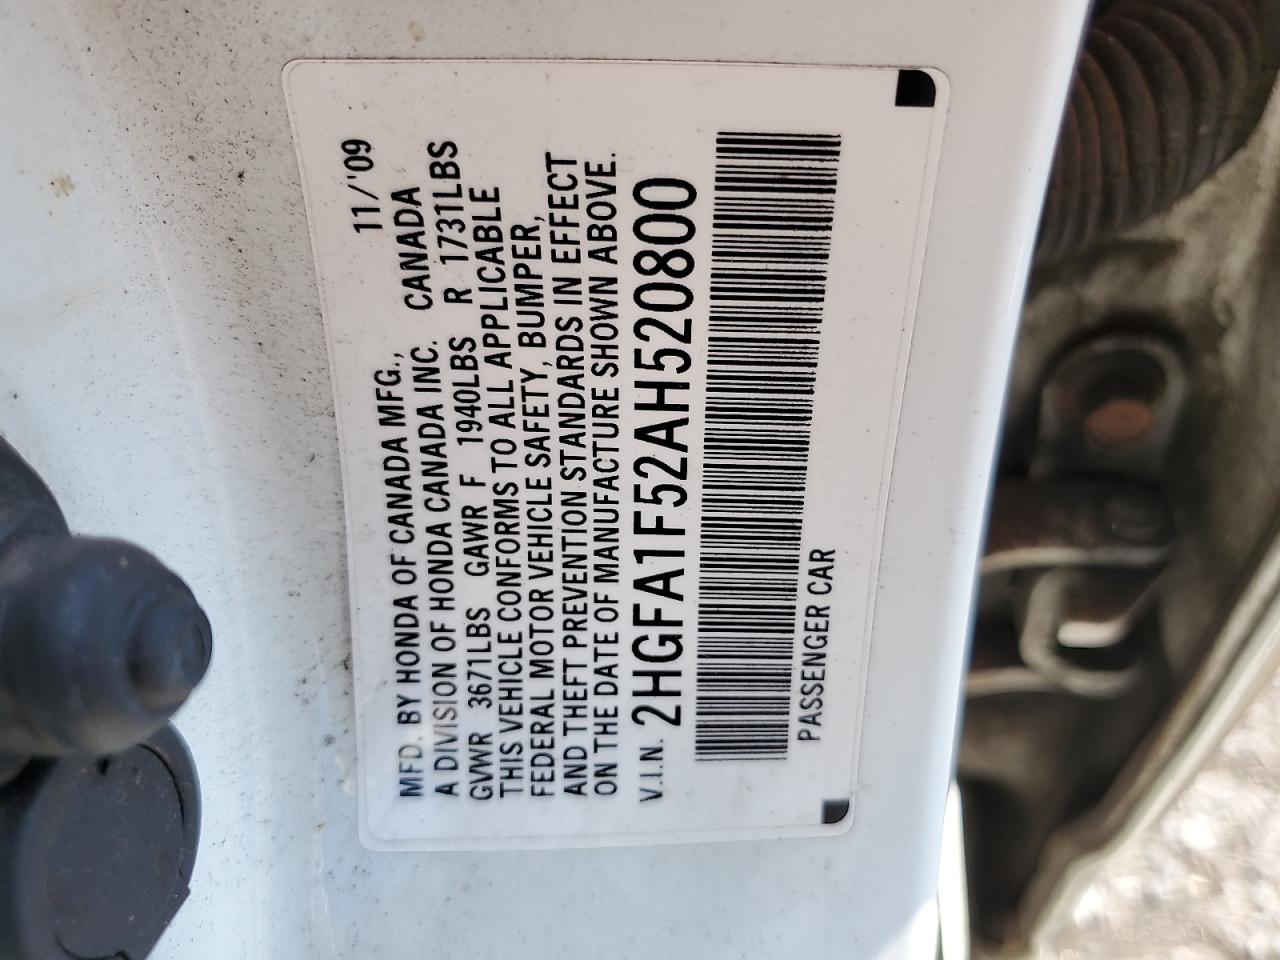 MFD. BY HONDA OF CANADA MFG., 11/'09
A DIVISION OF HONDA CANADA INC. CANADA
GVWR 3671LBS GAWR F 1940LBS R 1731LBS
THIS VEHICLE CONFORMS TO ALL APPLICABLE
FEDERAL MOTOR VEHICLE SAFETY, BUMPER,
AND THEFT PREVENTION STANDARDS IN EFFECT
ON THE DATE OF MANUFACTURE SHOWN ABOVE.
V.I.N. 2HGFA1F52AH520800
PASSENGER CAR